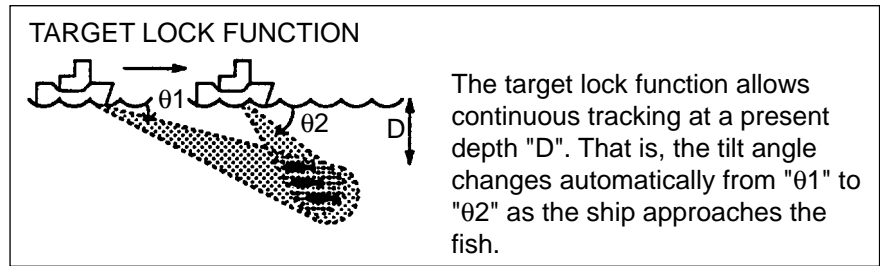 TARGET LOCK FUNCTION
θ1
θ2
D
The target lock function allows
continuous tracking at a present
depth "D". That is, the tilt angle
changes automatically from "θ1" to
"θ2" as the ship approaches the
fish.